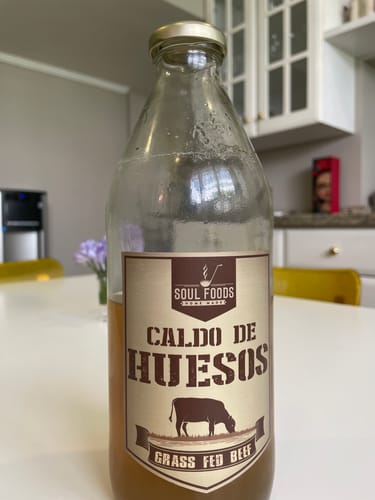 SOUL FOODS
HOME MADE
CALDO DE
HUESOS
GRASS FED BEEF